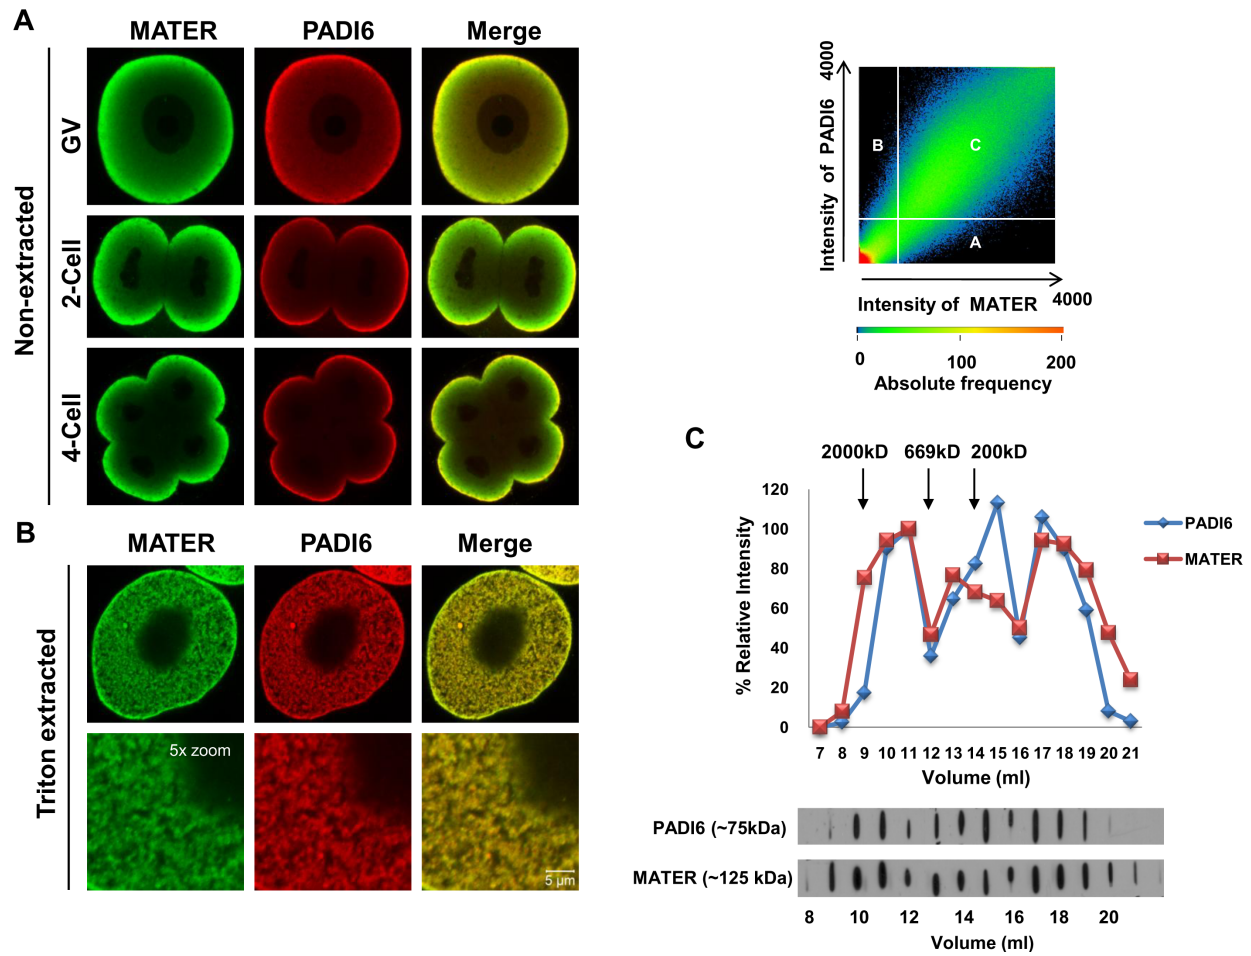 A
MATER PADI6 Merge
Non-extracted
GV
2-Cell
4-Cell
B
MATER PADI6 Merge
Triton extracted
5x zoom
5 µm
Intensity of PADI6 4000
B
C
A
Intensity of MATER 4000
0 100 200
Absolute frequency
C
2000kD 669kD 200kD
% Relative Intensity
120
100
80
60
40
20
0
7 8 9 10 11 12 13 14 15 16 17 18 19 20 21
Volume (ml)
PADI6
MATER
PADI6 (~75kDa)
MATER (~125 kDa)
8 10 12 14 16 18 20
Volume (ml)